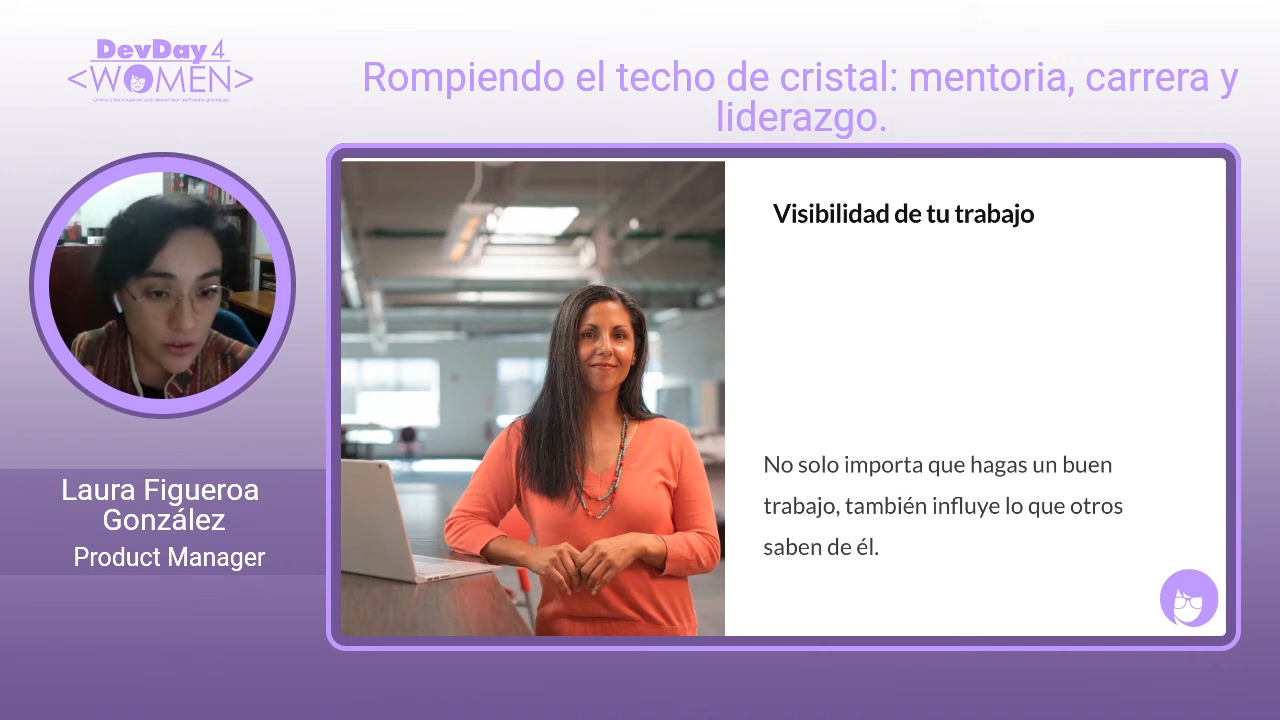 DevDay 4
<WOMEN>
Rompiendo el techo de cristal: mentoria, carrera y
liderazgo.
Visibilidad de tu trabajo
No solo importa que hagas un buen
trabajo, también influye lo que otros
saben de él.
Laura Figueroa
González
Product Manager